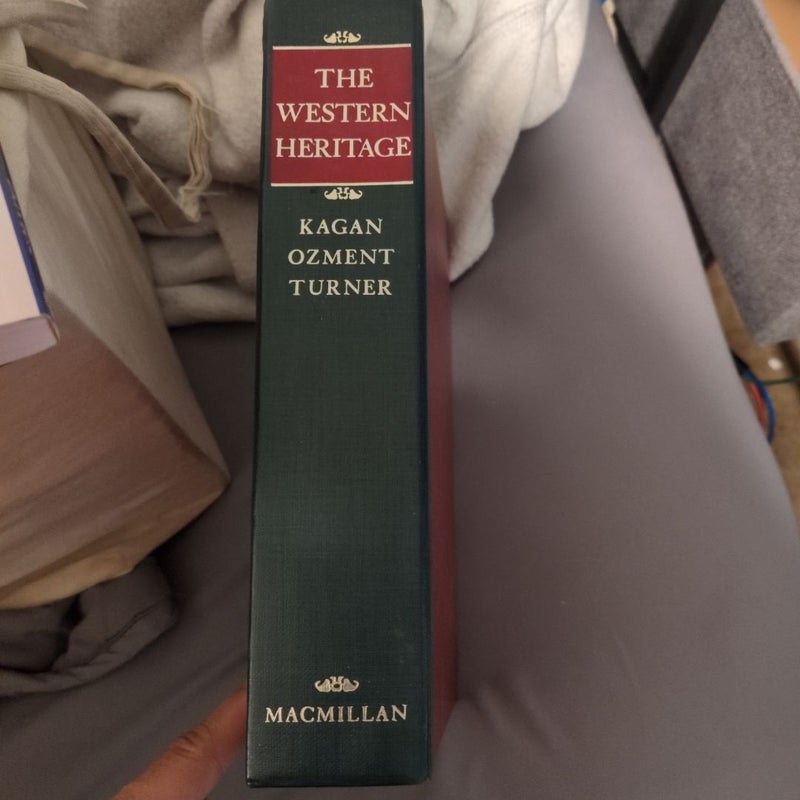 THE
WESTERN
HERITAGE
KAGAN
OZMENT
TURNER
MACMILLAN